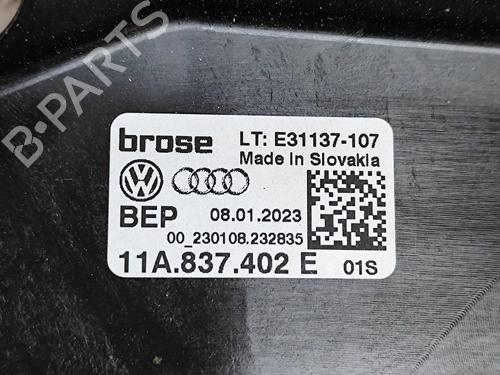 brose LT: E31137-107
Made in Slovakia
BEP 08.01.2023
00_230108.232835
11A.837.402 E 01S
B-PARTS